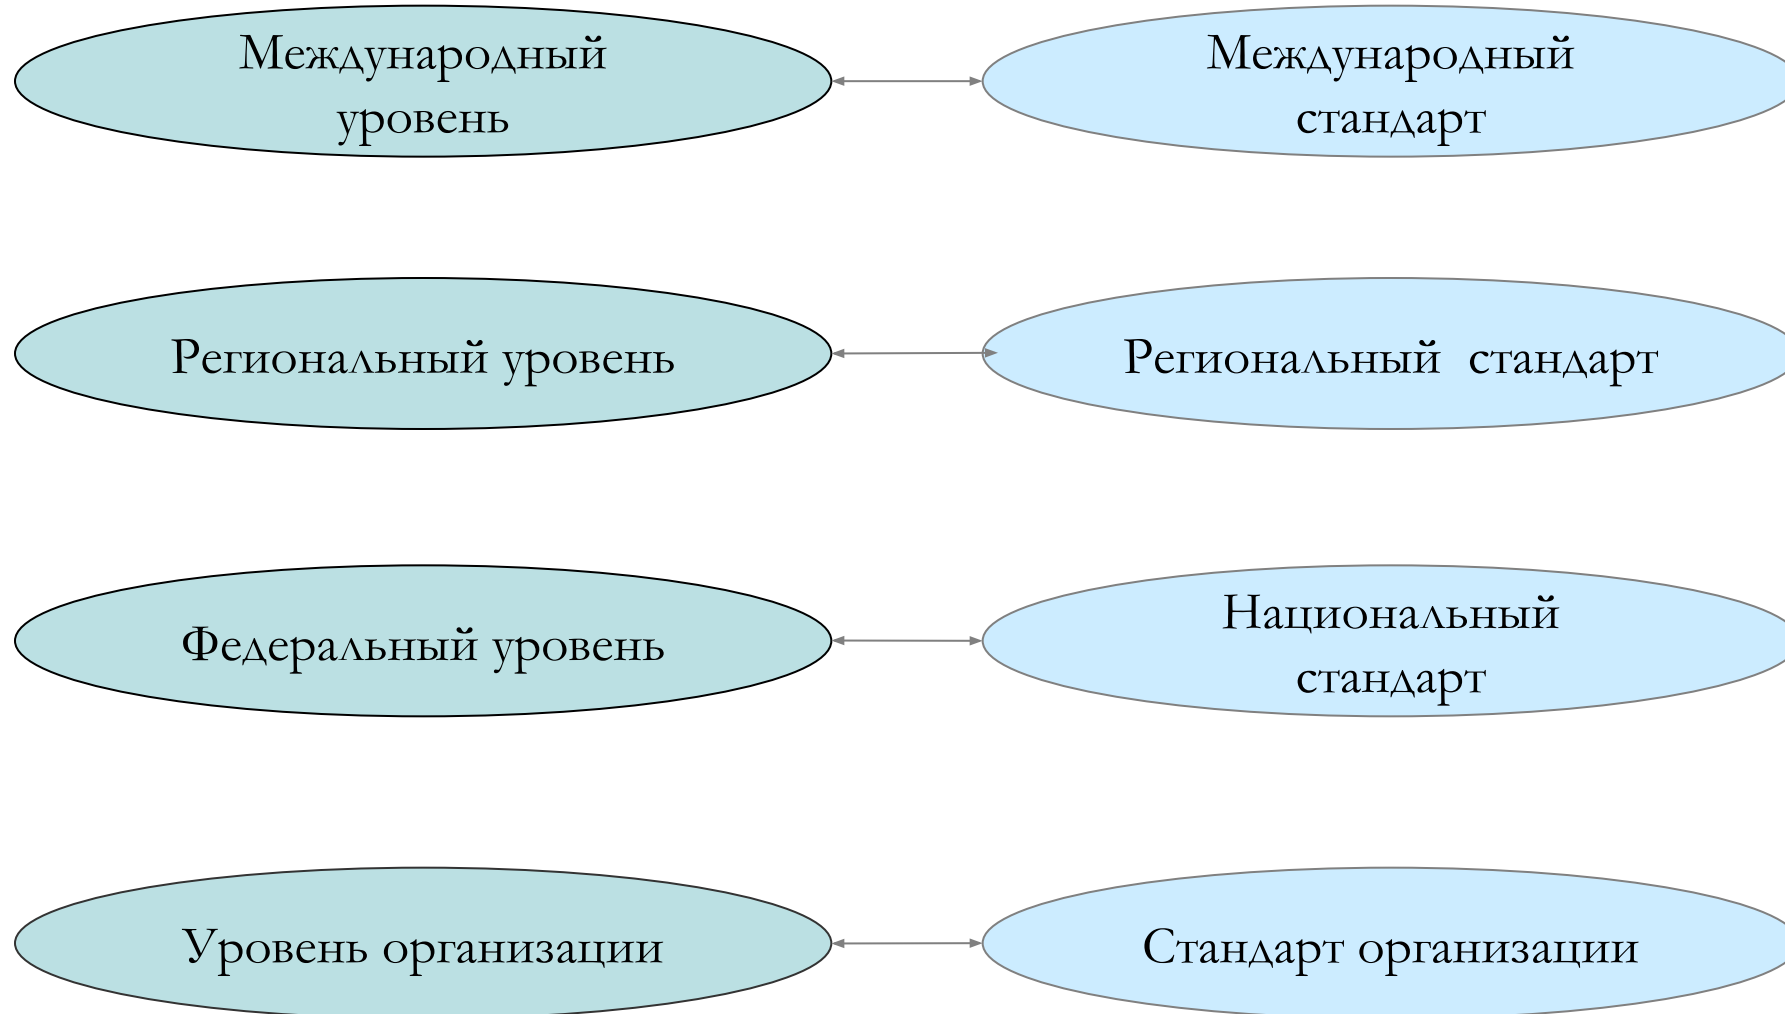 Международный
уровень
Международный
стандарт
Региональный уровень
Региональный стандарт
Федеральный уровень
Национальный
стандарт
Уровень организации
Стандарт организации